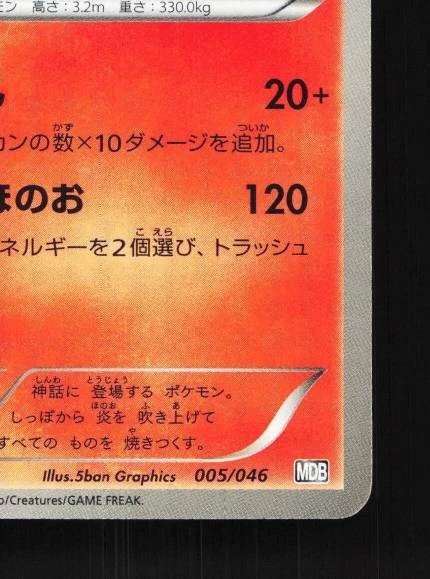 モン 高さ：3.2m 重さ：330.0kg
20+
カンの数×10ダメージを追加。
ほのお 120
ネルギーを2個選び、トラッシュ
神話に 登場する ポケモン。
しっぽから 炎を 吹き上げて
すべての ものを 焼きつくす。
Illus.5ban Graphics 005/046 MDB
o/Creatures/GAME FREAK.